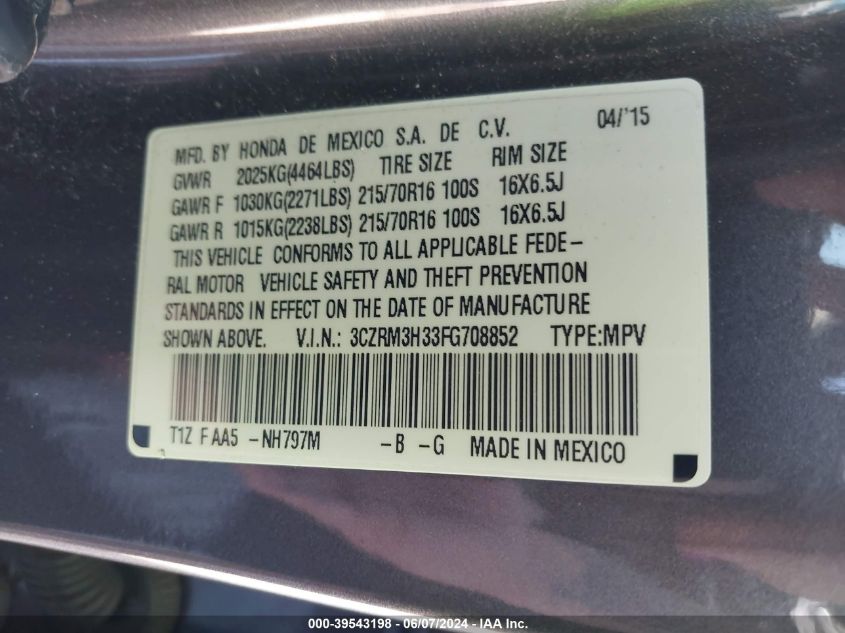 MFD. BY HONDA DE MEXICO S.A. DE C.V. 04/'15
GVWR 2025KG(4464LBS) TIRE SIZE RIM SIZE
GAWR F 1030KG(2271LBS) 215/70R16 100S 16X6.5J
GAWR R 1015KG(2238LBS) 215/70R16 100S 16X6.5J
THIS VEHICLE CONFORMS TO ALL APPLICABLE FEDE-
RAL MOTOR VEHICLE SAFETY AND THEFT PREVENTION
STANDARDS IN EFFECT ON THE DATE OF MANUFACTURE
SHOWN ABOVE. V.I.N.: 3CZRM3H33FG708852 TYPE:MPV
T1Z F AA5 -NH797M -B -G MADE IN MEXICO
000-39543198 - 06/07/2024 - IAA Inc.